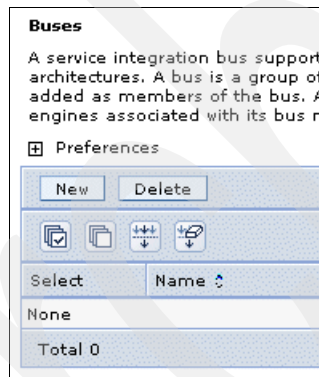 Buses
A service integration bus support
architectures. A bus is a group of
added as members of the bus. A
engines associated with its bus
Preferences
New Delete
Select Name
None
Total 0